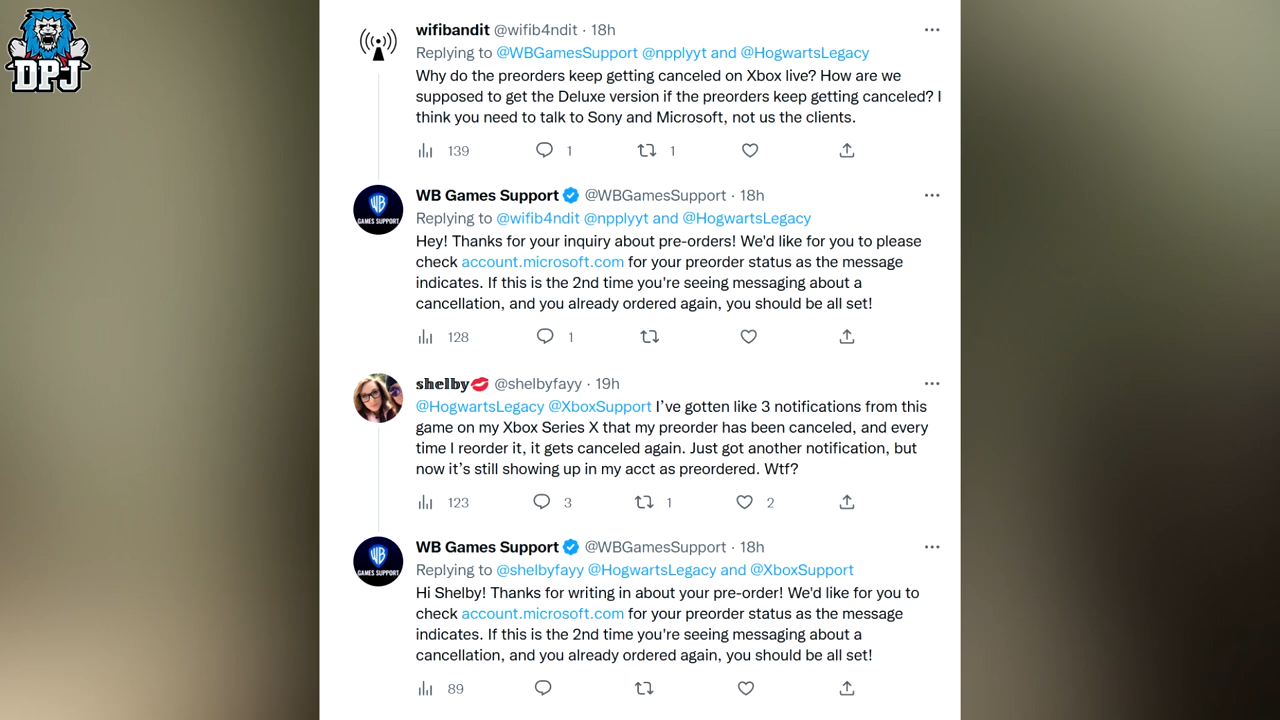 DPJ
wifibandit @wifib4ndit · 18h
Replying to @WBGamesSupport @npplyyt and @HogwartsLegacy
Why do the preorders keep getting canceled on Xbox live? How are we
supposed to get the Deluxe version if the preorders keep getting canceled? I
think you need to talk to Sony and Microsoft, not us the clients.
139 1 1
WB Games Support @WBGamesSupport · 18h
WB
GAMES SUPPORT
Replying to @wifib4ndit @npplyyt and @HogwartsLegacy
Hey! Thanks for your inquiry about pre-orders! We'd like for you to please
check account.microsoft.com for your preorder status as the message
indicates. If this is the 2nd time you're seeing messaging about a
cancellation, and you already ordered again, you should be all set!
128 1
shelby💋 @shelbyfayy · 19h
@HogwartsLegacy @XboxSupport I've gotten like 3 notifications from this
game on my Xbox Series X that my preorder has been canceled, and every
time I reorder it, it gets canceled again. Just got another notification, but
now it's still showing up in my acct as preordered. Wtf?
123 3 1 2
WB Games Support @WBGamesSupport · 18h
WB
GAMES SUPPORT
Replying to @shelbyfayy @HogwartsLegacy and @XboxSupport
Hi Shelby! Thanks for writing in about your pre-order! We'd like for you to
check account.microsoft.com for your preorder status as the message
indicates. If this is the 2nd time you're seeing messaging about a
cancellation, and you already ordered again, you should be all set!
89